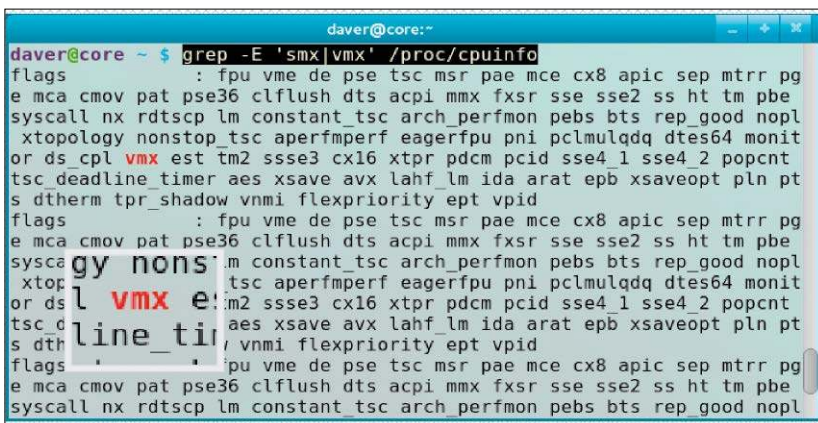 daver@core:~
daver@core ~ $ grep -E 'smx|vmx' /proc/cpuinfo
flags : fpu vme de pse tsc msr pae mce cx8 apic sep mtrr pg
e mca cmov pat pse36 clflush dts acpi mmx fxsr sse sse2 ss ht tm pbe
syscall nx rdtscp lm constant_tsc arch_perfmon pebs bts rep_good nopl
xtopology nonstop_tsc aperfmperf eagerfpu pni pclmulqdq dtes64 monit
or ds_cpl vmx est tm2 ssse3 cx16 xtpr pdcm pcid sse4_1 sse4_2 popcnt
tsc_deadline_timer aes xsave avx lahf_lm ida arat epb xsaveopt pln pt
s dtherm tpr_shadow vnmi flexpriority ept vpid
flags : fpu vme de pse tsc msr pae mce cx8 apic sep mtrr pg
e mca cmov pat pse36 clflush dts acpi mmx fxsr sse sse2 ss ht tm pbe
sysca gy nons lm constant_tsc arch_perfmon pebs bts rep_good nopl
xtop tsc aperfmperf eagerfpu pni pclmulqdq dtes64 monit
or ds l vmx es tm2 ssse3 cx16 xtpr pdcm pcid sse4_1 sse4_2 popcnt
tsc_d aes xsave avx lahf_lm ida arat epb xsaveopt pln pt
s dth line_tim vnmi flexpriority ept vpid
flags fpu vme de pse tsc msr pae mce cx8 apic sep mtrr pg
e mca cmov pat pse36 clflush dts acpi mmx fxsr sse sse2 ss ht tm pbe
syscall nx rdtscp lm constant_tsc arch_perfmon pebs bts rep_good nopl